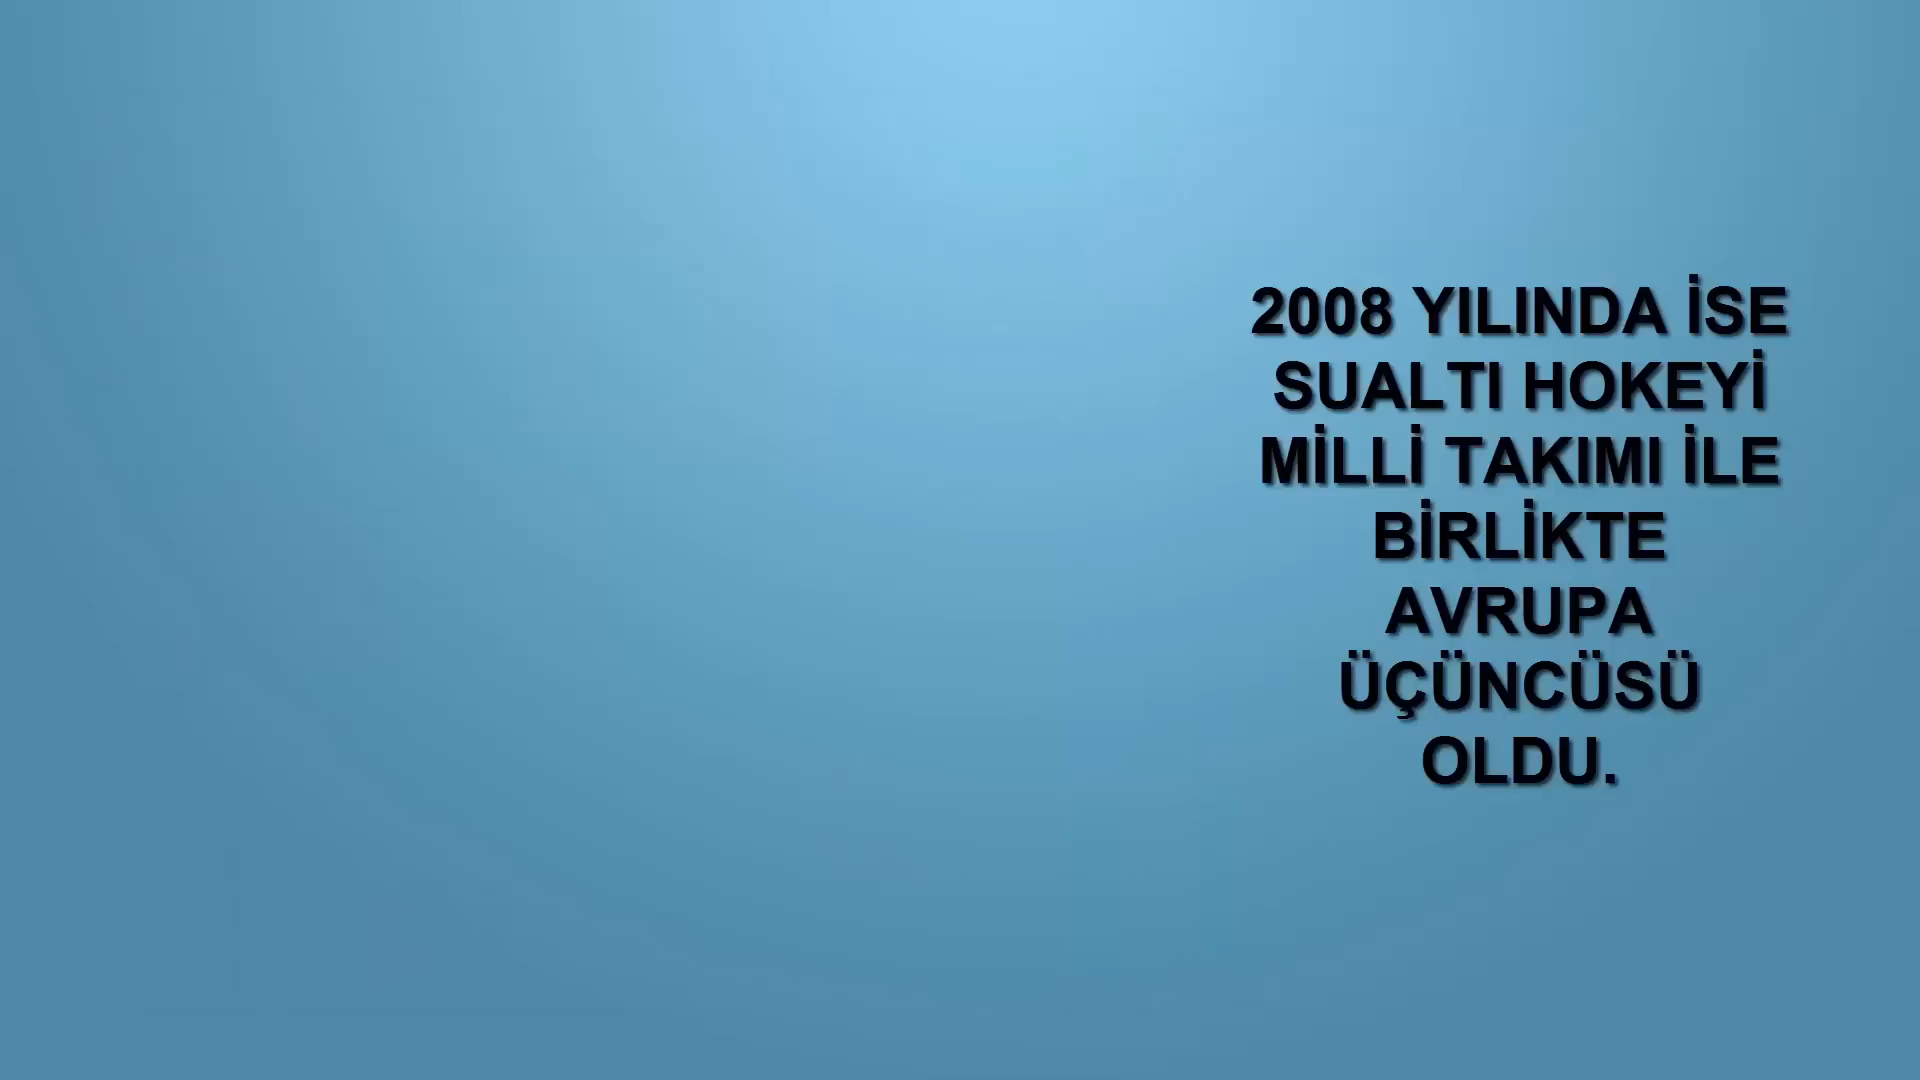 2008 YILINDA İSE
SUALTI HOKEYİ
MİLLİ TAKIMI İLE
BİRLİKTE
AVRUPA
ÜÇÜNCÜSÜ
OLDU.